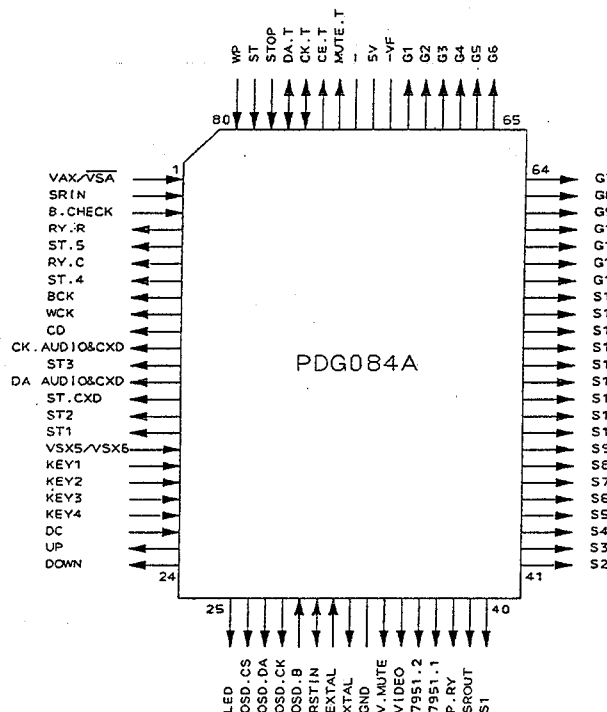 WP
ST
STOP
DA.T
CK.T
CE.T
MUTE.T
-
5V
-VF
G1
G2
G3
G4
G5
G6
80
65
1
64
VAX/VSA
SRIN
B.CHECK
RY.R
ST.5
RY.C
ST.4
BCK
WCK
CD
CK.AUDIO&CXD
ST3
DA AUDIO&CXD
ST.CXD
ST2
ST1
VSX5/VSX6
KEY1
KEY2
KEY3
KEY4
DC
UP
DOWN
PDG084A
S9
S8
S7
S6
S5
S4
S3
S2
24
41
25
40
LED
OSD.CS
OSD.DA
OSD.CK
OSD.B
RSTIN
EXTAL
XTAL
GND
V.MUTE
VIDEO
7951.2
7951.1
P.RY
SROUT
S1